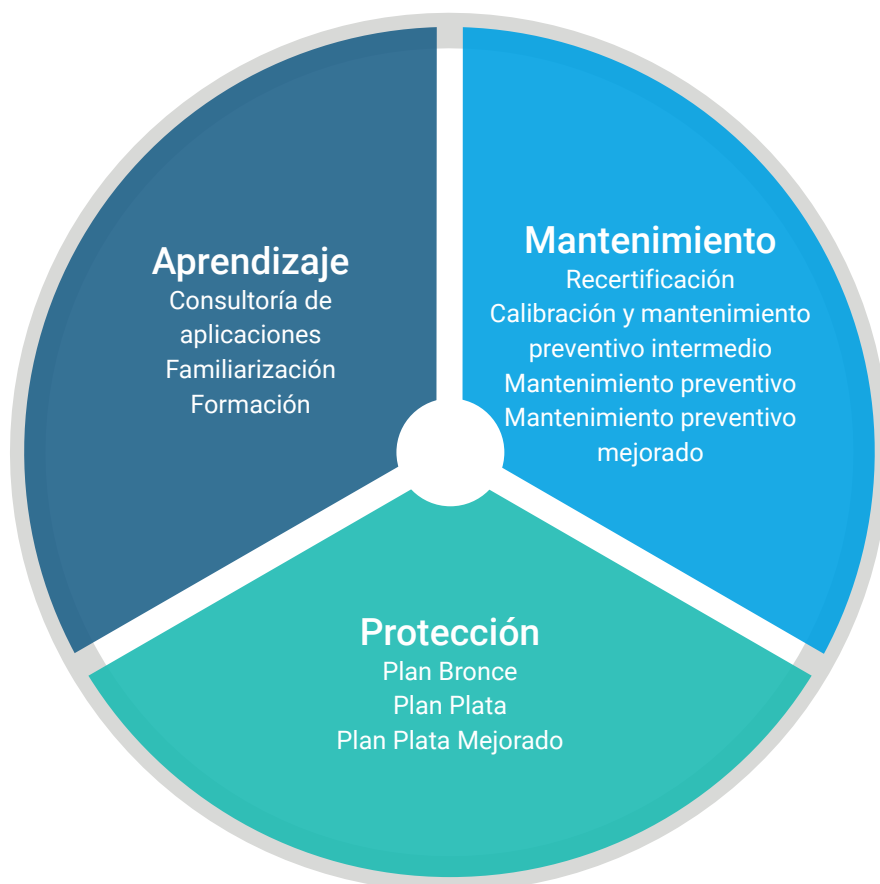 Aprendizaje
Consultoría de
aplicaciones
Familiarización
Formación
Mantenimiento
Recertificación
Calibración y mantenimiento
preventivo intermedio
Mantenimiento preventivo
Mantenimiento preventivo
mejorado
Protección
Plan Bronce
Plan Plata
Plan Plata Mejorado